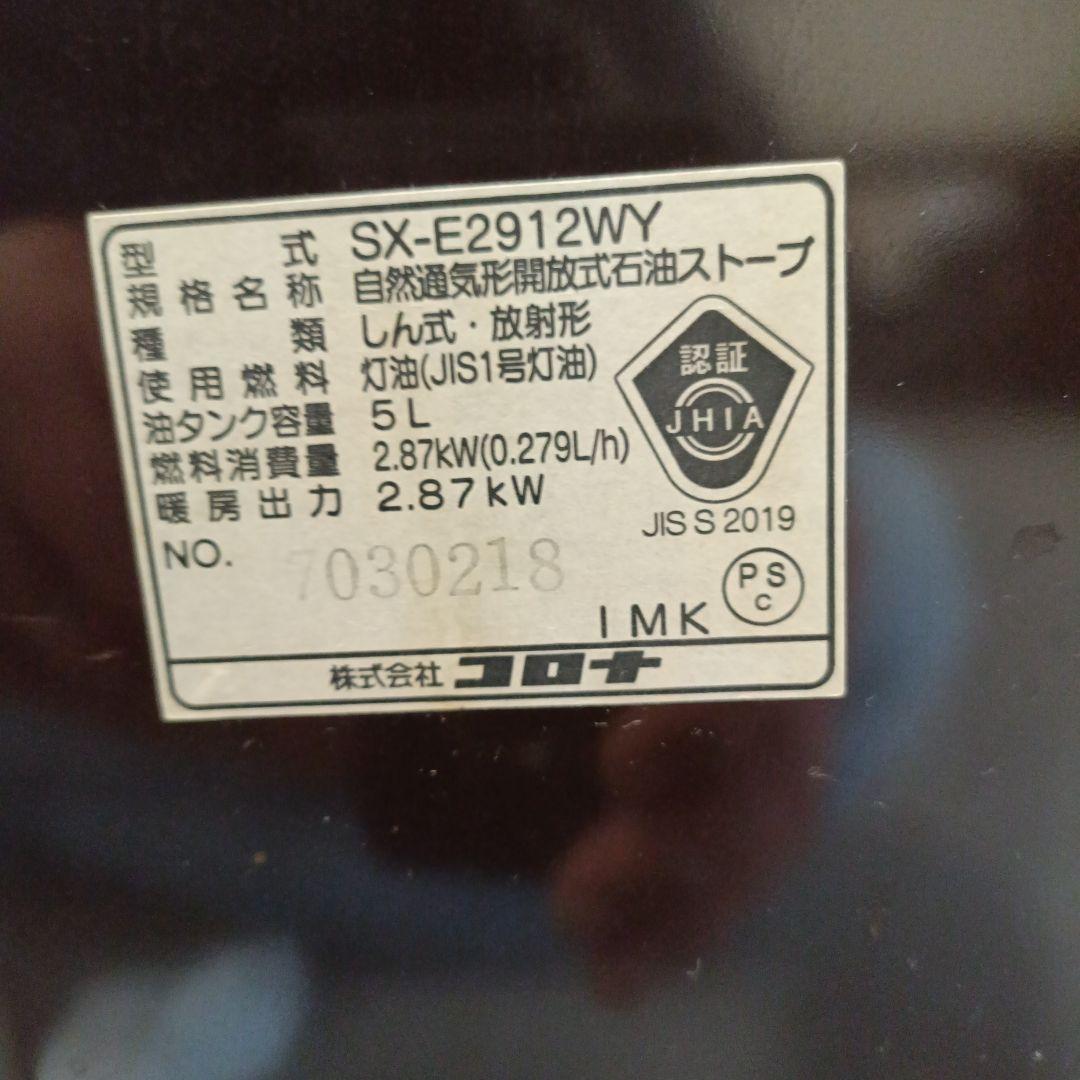 型式 SX-E2912WY
規格名称 自然通気形開放式石油ストーブ
種類 しん式・放射形
使用燃料 灯油(JIS1号灯油)
油タンク容量 5L
燃料消費量 2.87kW(0.279L/h)
暖房出力 2.87kW
認証
JHIA
JIS S 2019
NO. 7030218
PS
C
IMK
株式会社コロナ